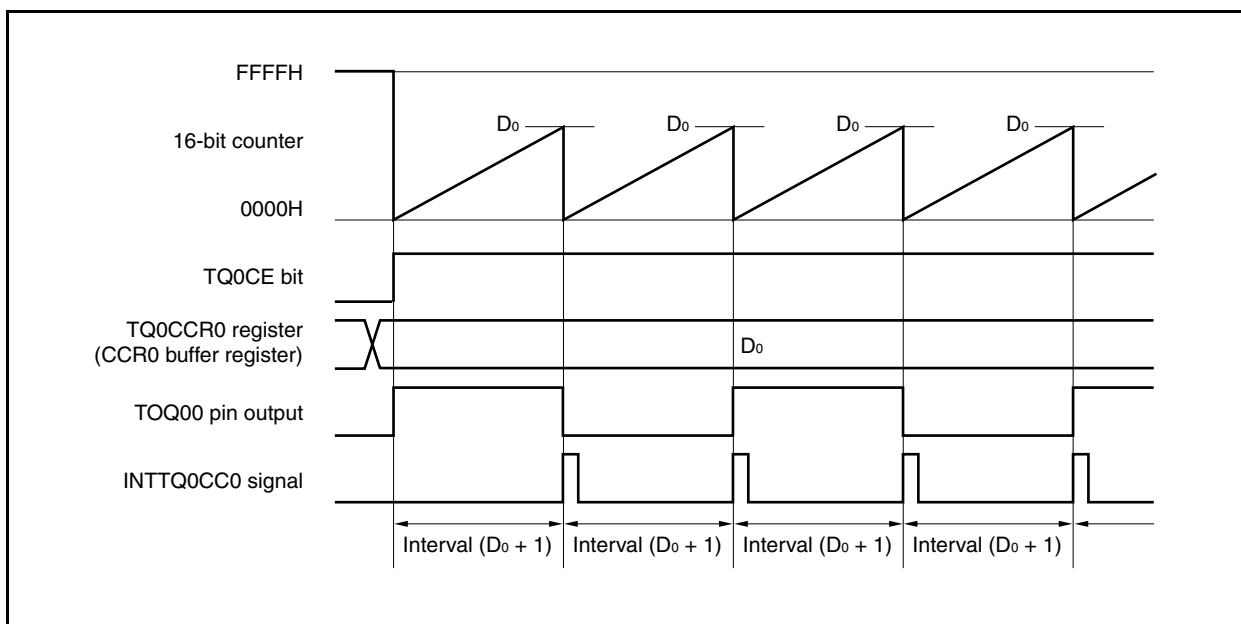 FFFFH
D0 D0 D0 D0
16-bit counter
0000H
TQ0CE bit
TQ0CCR0 register
(CCR0 buffer register)
D0
TOQ00 pin output
INTTQ0CC0 signal
Interval (D0 + 1) Interval (D0 + 1) Interval (D0 + 1) Interval (D0 + 1)